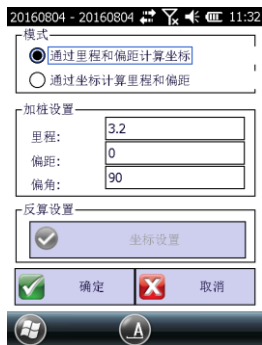 20160804 - 20160804 11:32
模式
通过里程和偏距计算坐标
通过坐标计算里程和偏距
加桩设置
里程: 3.2
偏距: 0
偏角: 90
反算设置
坐标设置
确定 取消
A